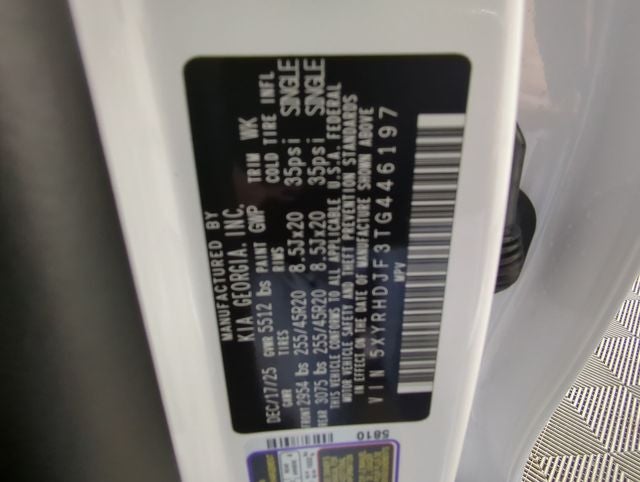 MANUFACTURED BY
KIA GEORGIA, INC.
DEC/17/25 PAINT GWP TRIM WK
GVWR 5512 lbs
GAWR TIRES RIMS COLD TIRE INFL
FRONT 2954 lbs 255/45R20 8.5Jx20 35psi SINGLE
REAR 3075 lbs 255/45R20 8.5Jx20 35psi SINGLE
THIS VEHICLE CONFORMS TO ALL APPLICABLE U.S.A. FEDERAL
MOTOR VEHICLE SAFETY AND THEFT PREVENTION STANDARDS
IN EFFECT ON THE DATE OF MANUFACTURE SHOWN ABOVE
VIN 5XYRHDJF3TG446197
MPV
5810